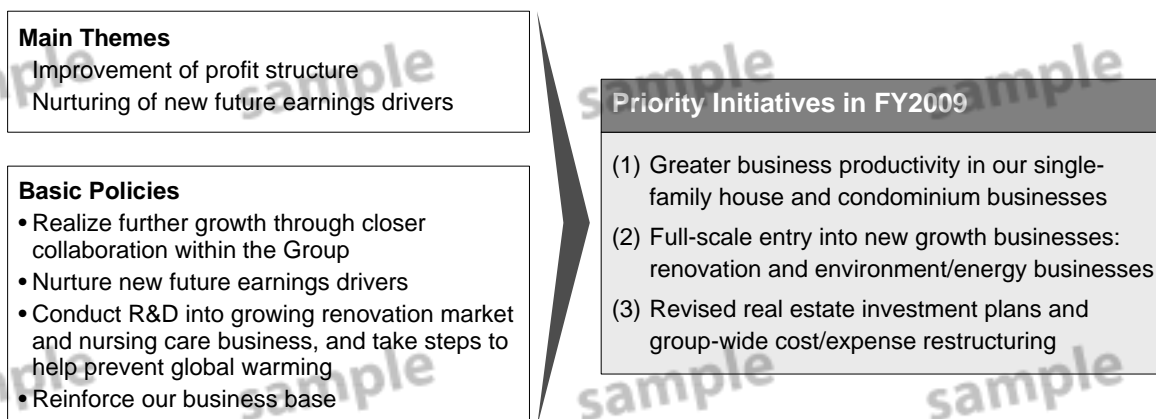 Main Themes
Improvement of profit structure
Nurturing of new future earnings drivers
Basic Policies
• Realize further growth through closer
collaboration within the Group
• Nurture new future earnings drivers
• Conduct R&D into growing renovation market
and nursing care business, and take steps to
help prevent global warming
• Reinforce our business base
Priority Initiatives in FY2009
(1) Greater business productivity in our single-
family house and condominium businesses
(2) Full-scale entry into new growth businesses:
renovation and environment/energy businesses
(3) Revised real estate investment plans and
group-wide cost/expense restructuring
sample
sample
sample
sample
sample
sample